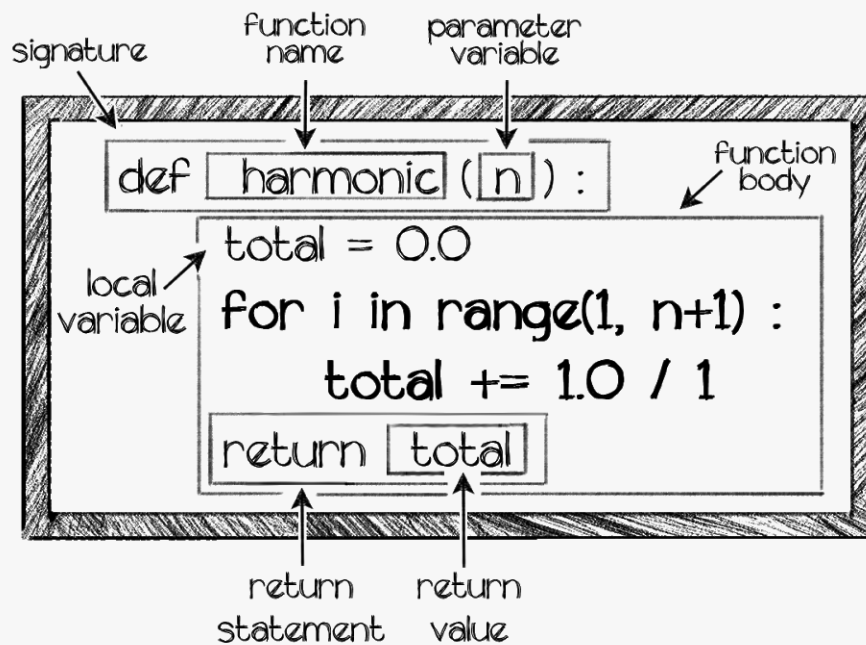 signature
function
name
parameter
variable
def harmonic (n) :
function
body
total = 0.0
local
variable
for i in range(1, n+1) :
total += 1.0 / 1
return total
return
statement
return
value